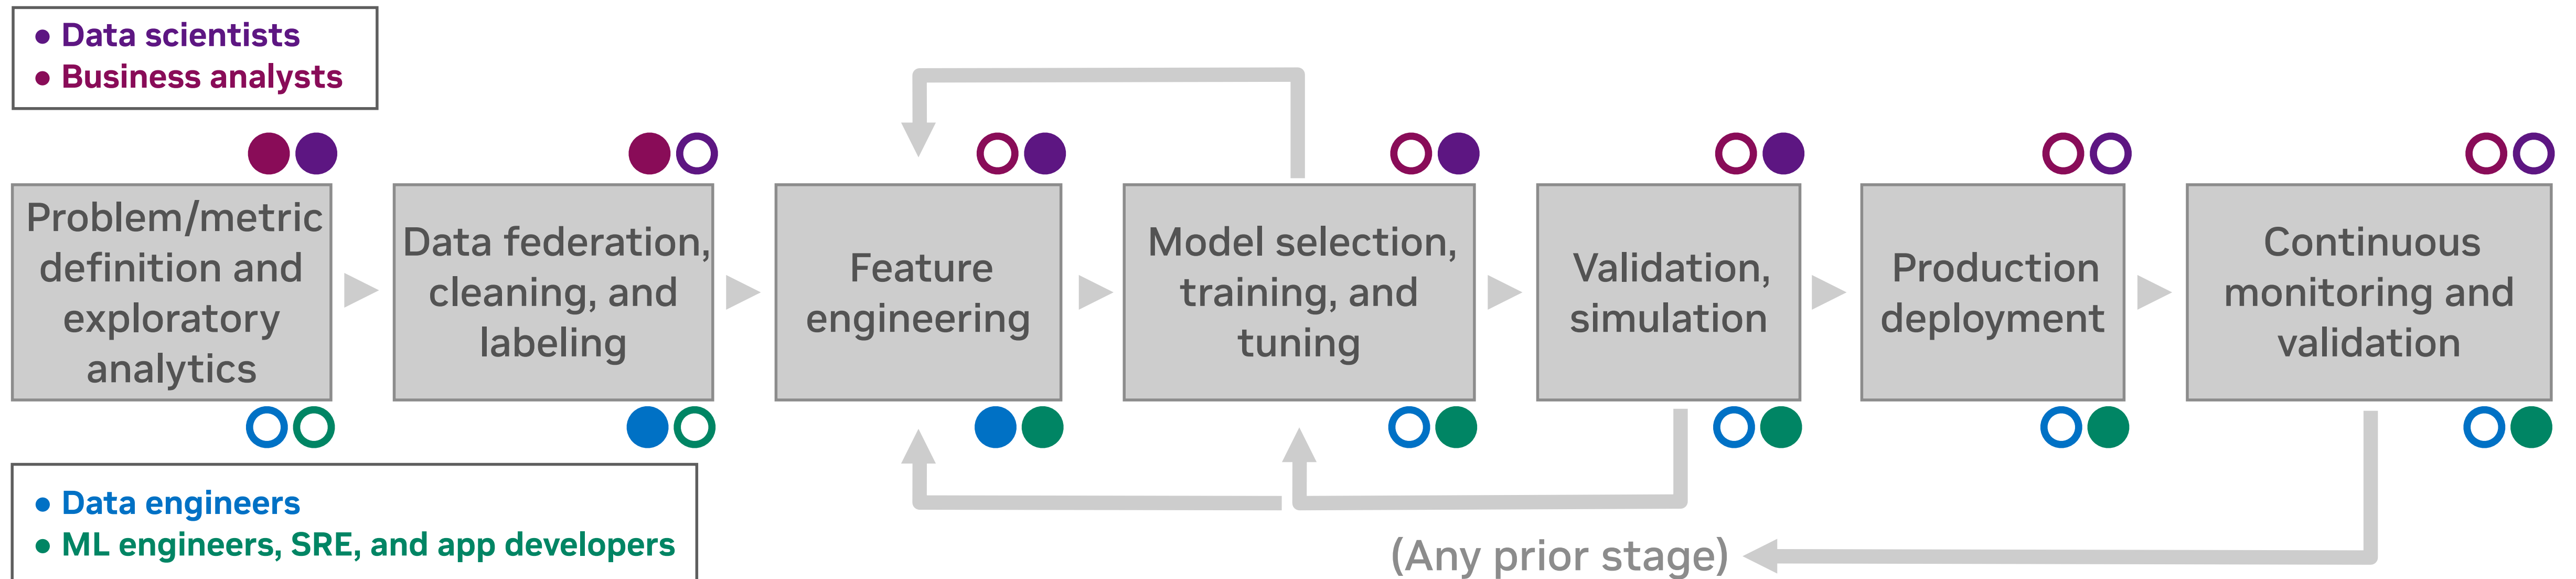 • Data scientists
• Business analysts
Problem/metric
definition and
exploratory
analytics
Data federation,
cleaning, and
labeling
Feature
engineering
Model selection,
training, and
tuning
Validation,
simulation
Production
deployment
Continuous
monitoring and
validation
• Data engineers
• ML engineers, SRE, and app developers
(Any prior stage)